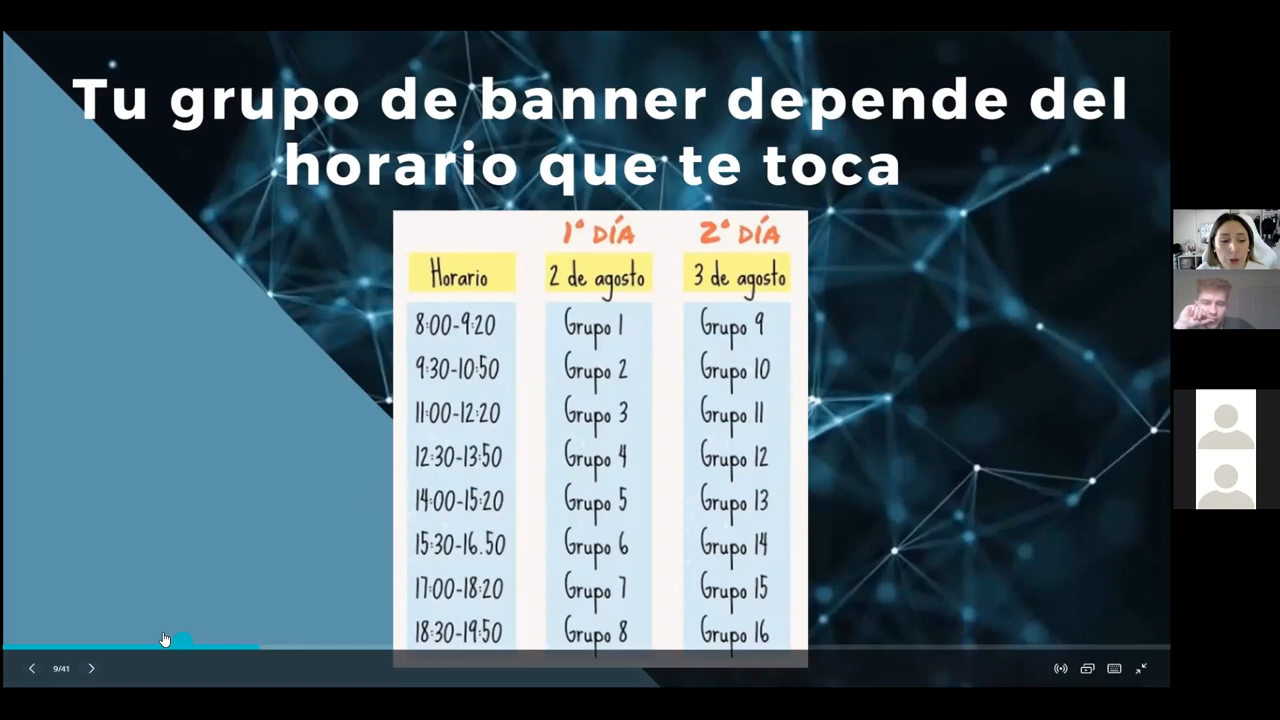 Tu grupo de banner depende del
horario que te toca
1º DÍA 2º DÍA
Horario 2 de agosto 3 de agosto
8:00-9:20 Grupo 1 Grupo 9
9:30-10:50 Grupo 2 Grupo 10
11:00-12:20 Grupo 3 Grupo 11
12:30-13:50 Grupo 4 Grupo 12
14:00-15:20 Grupo 5 Grupo 13
15:30-16.50 Grupo 6 Grupo 14
17:00-18:20 Grupo 7 Grupo 15
18:30-19:50 Grupo 8 Grupo 16
9/41